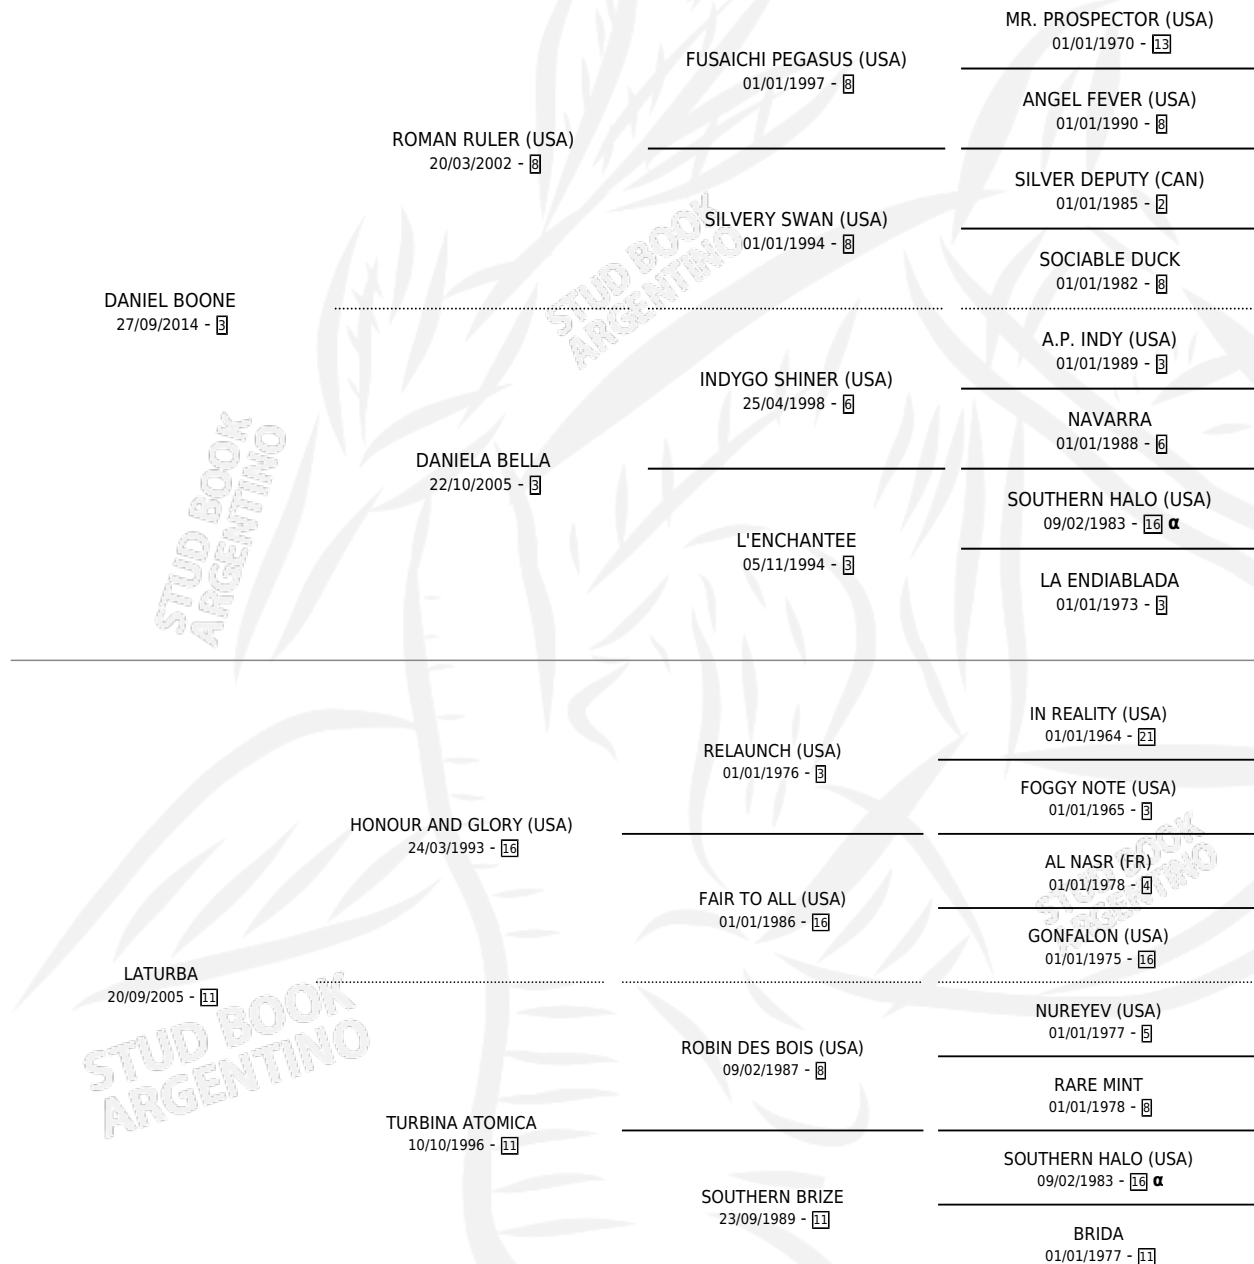 MR. PROSPECTOR (USA)
01/01/1970 - 13
FUSAICHI PEGASUS (USA)
01/01/1997 - 8
ANGEL FEVER (USA)
01/01/1990 - 8
ROMAN RULER (USA)
20/03/2002 - 8
SILVER DEPUTY (CAN)
01/01/1985 - 2
SILVERY SWAN (USA)
01/01/1994 - 8
SOCIABLE DUCK
01/01/1982 - 8
DANIEL BOONE
27/09/2014 - 3
A.P. INDY (USA)
01/01/1989 - 3
INDYGO SHINER (USA)
25/04/1998 - 6
NAVARRA
01/01/1988 - 6
DANIELA BELLA
22/10/2005 - 3
SOUTHERN HALO (USA)
09/02/1983 - 16 α
L'ENCHANTEE
05/11/1994 - 3
LA ENDIABLADA
01/01/1973 - 3
IN REALITY (USA)
01/01/1964 - 21
RELAUNCH (USA)
01/01/1976 - 3
FOGGY NOTE (USA)
01/01/1965 - 3
HONOUR AND GLORY (USA)
24/03/1993 - 16
AL NASR (FR)
01/01/1978 - 4
FAIR TO ALL (USA)
01/01/1986 - 16
GONFALON (USA)
01/01/1975 - 16
LATURBA
20/09/2005 - 11
NUREYEV (USA)
01/01/1977 - 5
ROBIN DES BOIS (USA)
09/02/1987 - 8
RARE MINT
01/01/1978 - 8
TURBINA ATOMICA
10/10/1996 - 11
SOUTHERN HALO (USA)
09/02/1983 - 16 α
SOUTHERN BRIZE
23/09/1989 - 11
BRIDA
01/01/1977 - 11
STUD BOOK
ARGENTINO
STUD BOOK
ARGENTINO
STUD BOOK
ARGENTINO
STUD BOOK
ARGENTINO